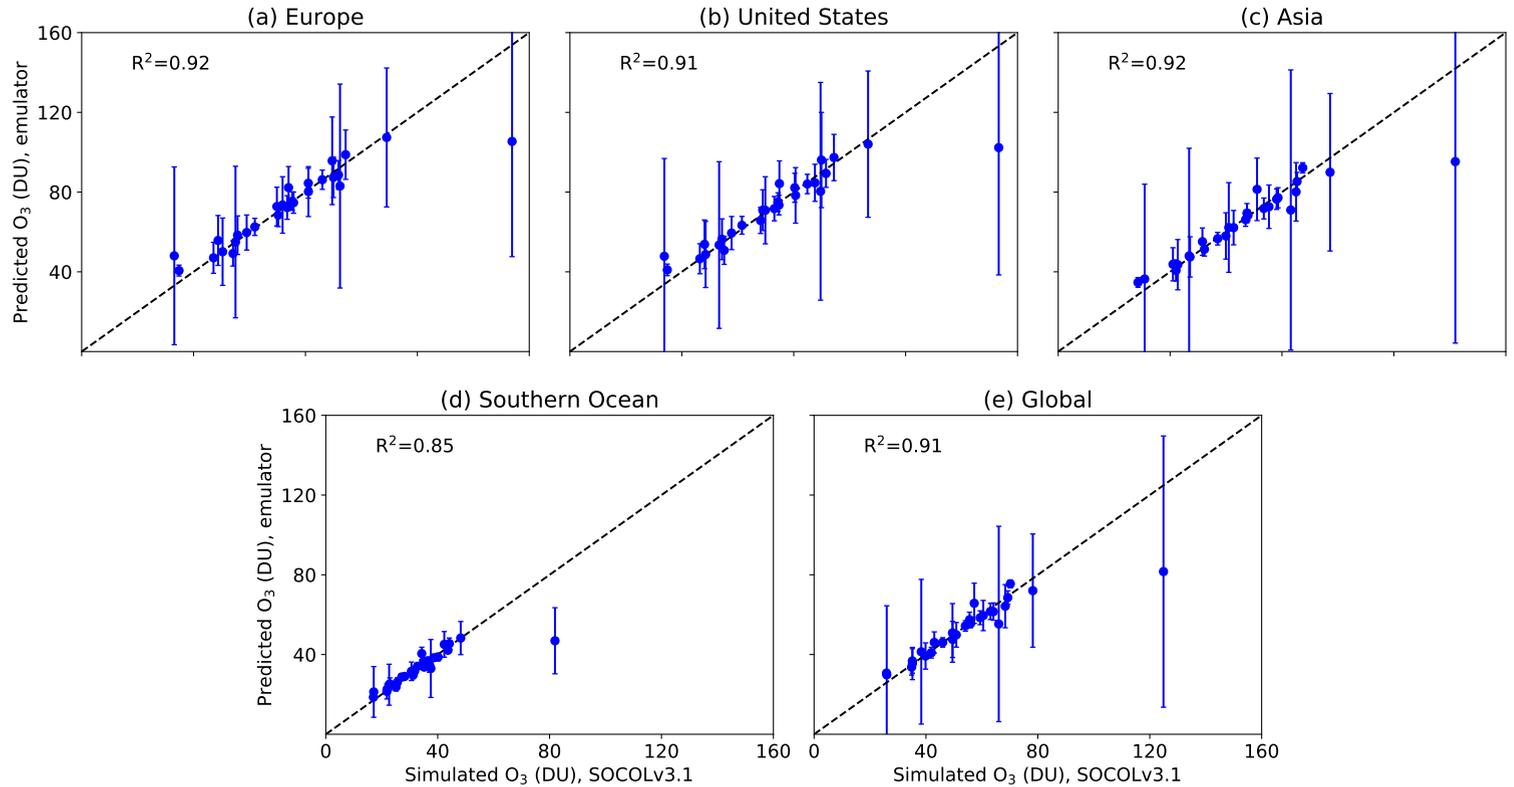 (a) Europe
(b) United States
(c) Asia
Predicted O3 (DU), emulator
160
120
80
40
R2=0.92
R2=0.91
R2=0.92
(d) Southern Ocean
(e) Global
Predicted O3 (DU), emulator
160
120
80
40
R2=0.85
R2=0.91
0 40 80 120 160
0 40 80 120 160
Simulated O3 (DU), SOCOLv3.1
Simulated O3 (DU), SOCOLv3.1